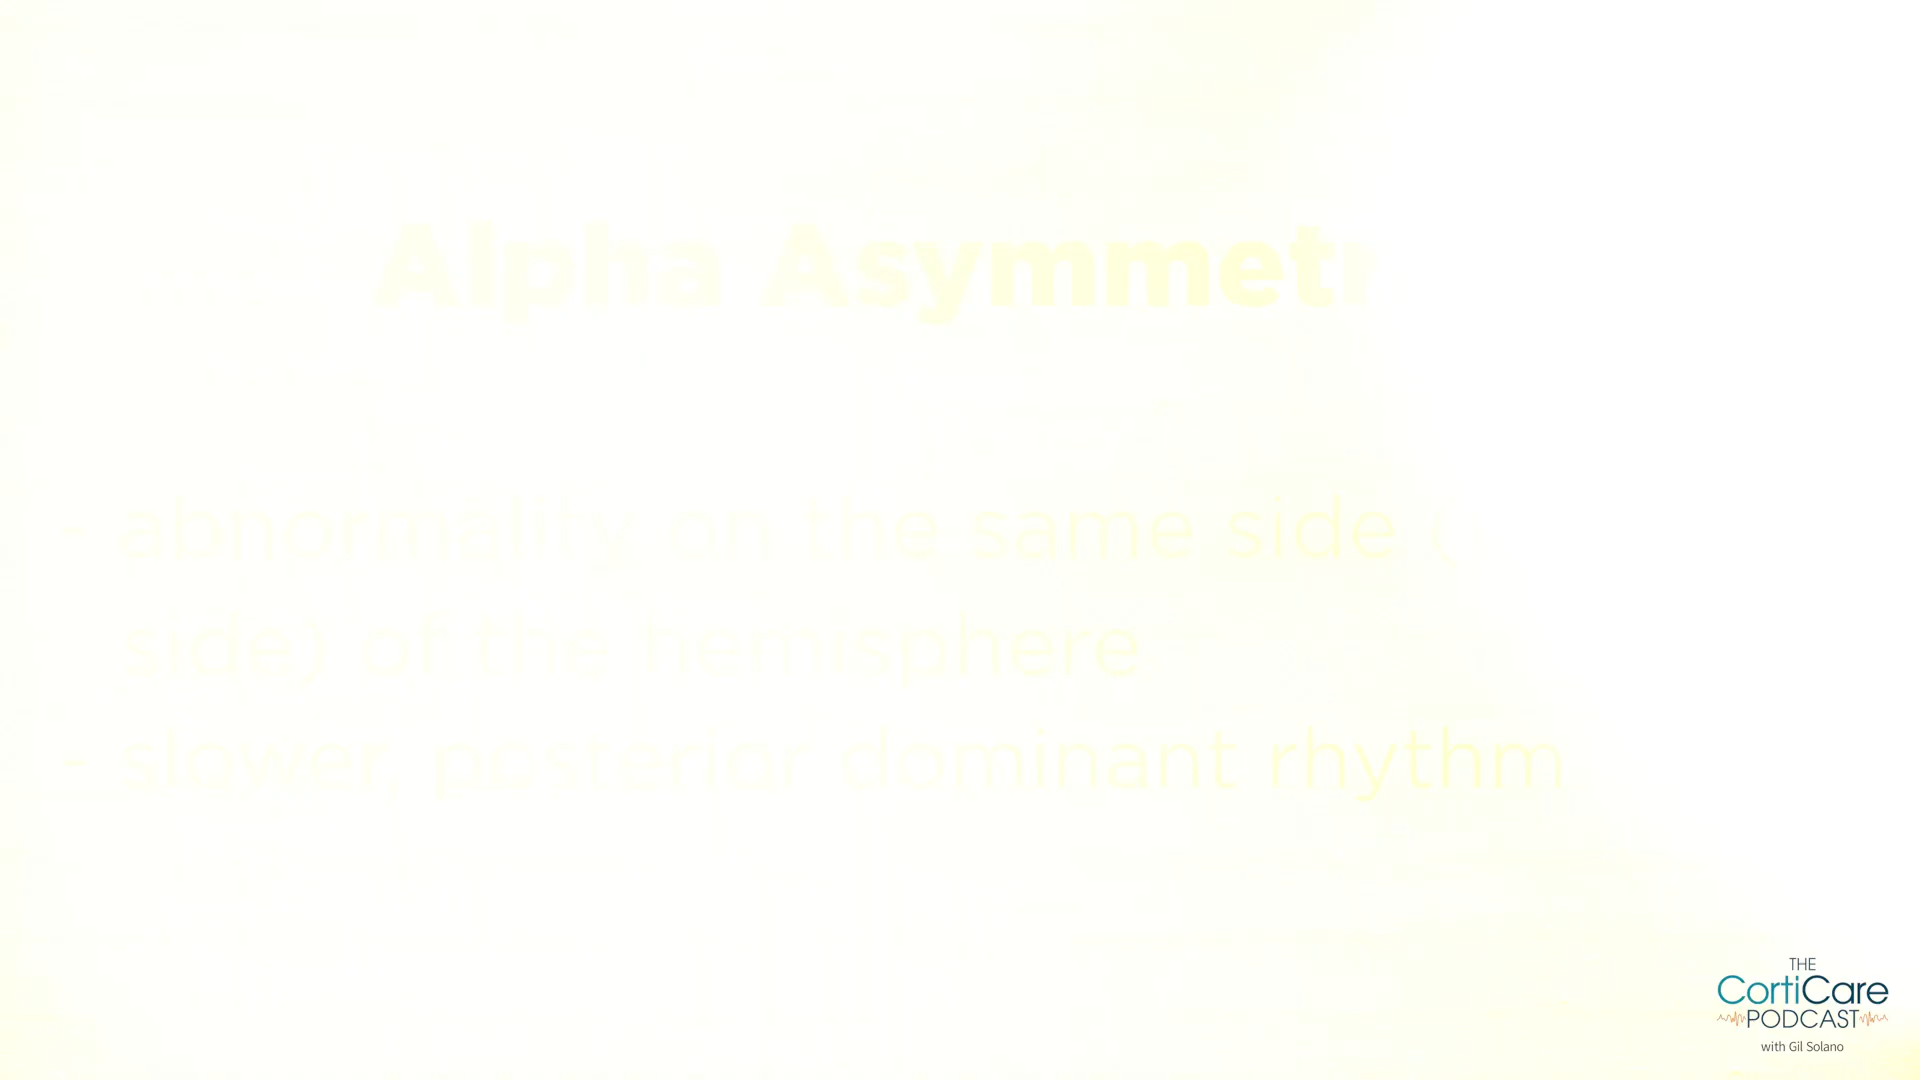 Alpha Asymmetr
- abnormality on the same side (
side) of the hemisphere
- slower, posterior dominant rhythm
THE
CortiCare
PODCAST
with Gil Solano